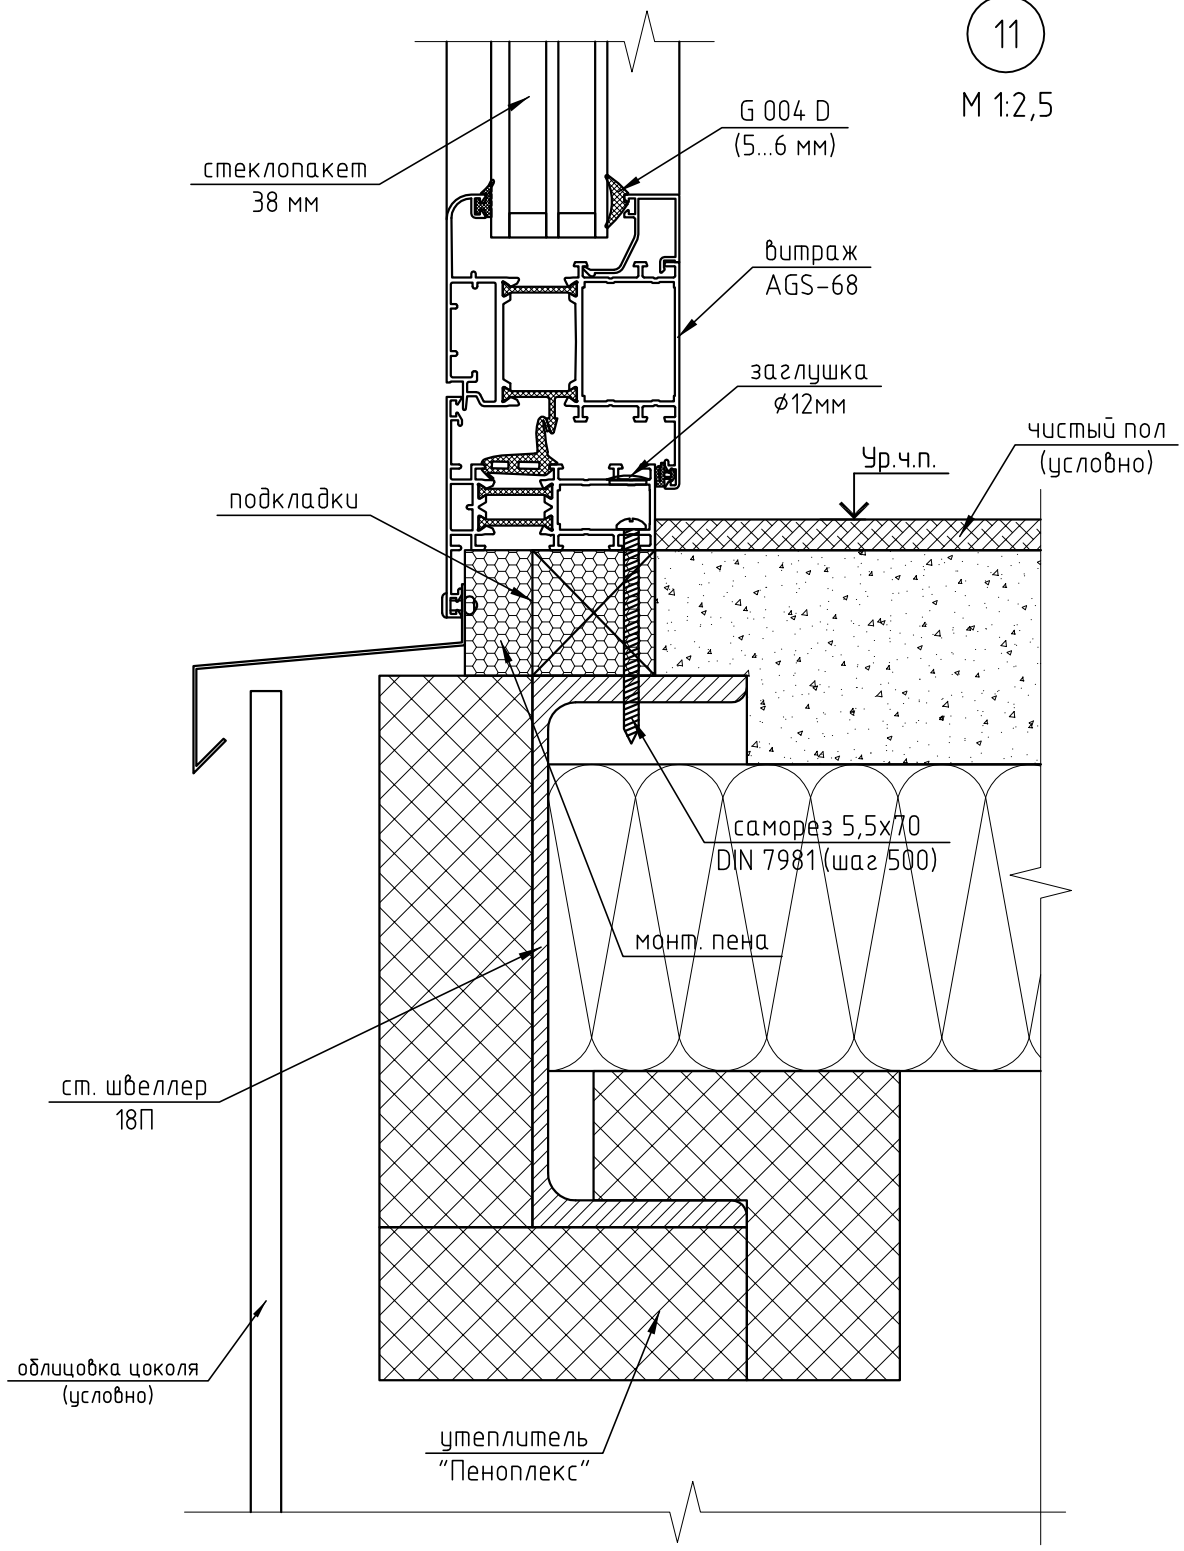 11
М 1:2,5
G 004 D
(5...6 мм)
стеклопакет
38 мм
витраж
AGS-68
заглушка
ϕ12мм
чистый пол
(условно)
Ур.ч.п.
подкладки
саморез 5,5х70
DIN 7981 (шаг 500)
монт. пена
ст. швеллер
18П
облицовка цоколя
(условно)
утеплитель
"Пеноплекс"